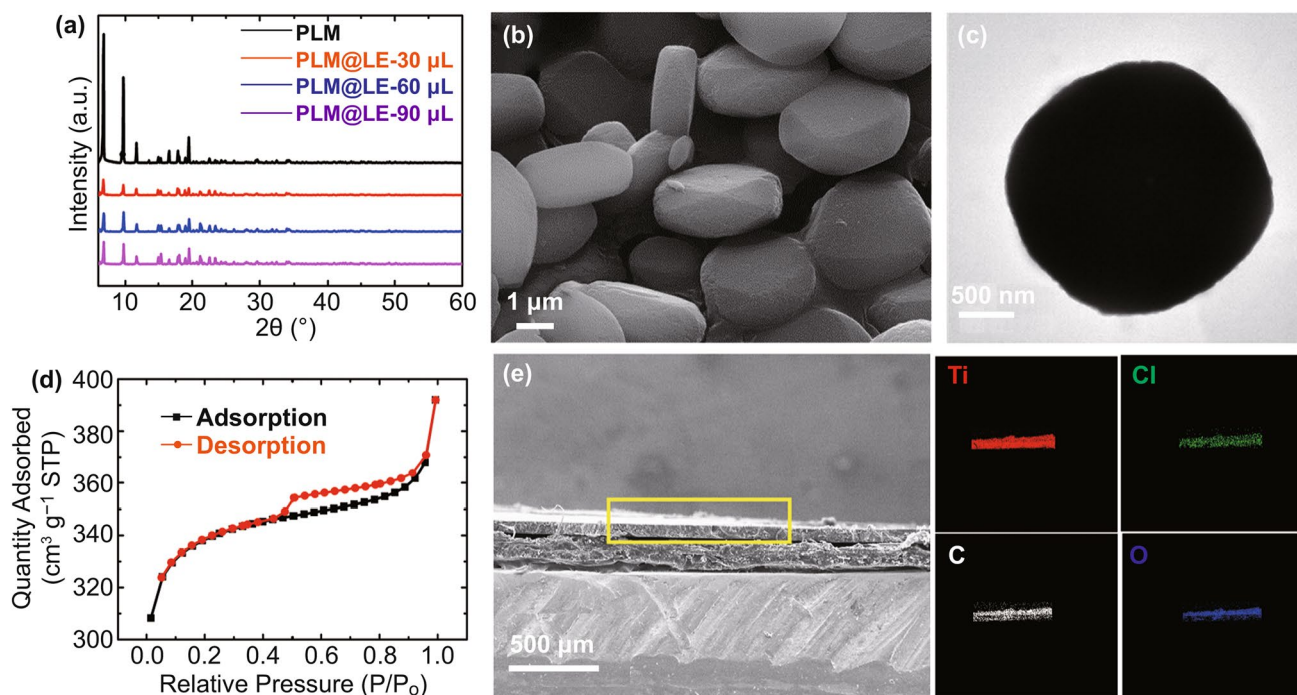 (a)
PLM
PLM@LE-30 μL
PLM@LE-60 μL
PLM@LE-90 μL
Intensity (a.u.)
10 20 30 40 50 60
2θ (°)
(b)
1 μm
(c)
500 nm
(d)
400
380
360
340
320
300
Adsorption
Desorption
Quantity Adsorbed
(cm³ g⁻¹ STP)
0.0 0.2 0.4 0.6 0.8 1.0
Relative Pressure (P/P₀)
(e)
500 μm
Ti
Cl
C
O